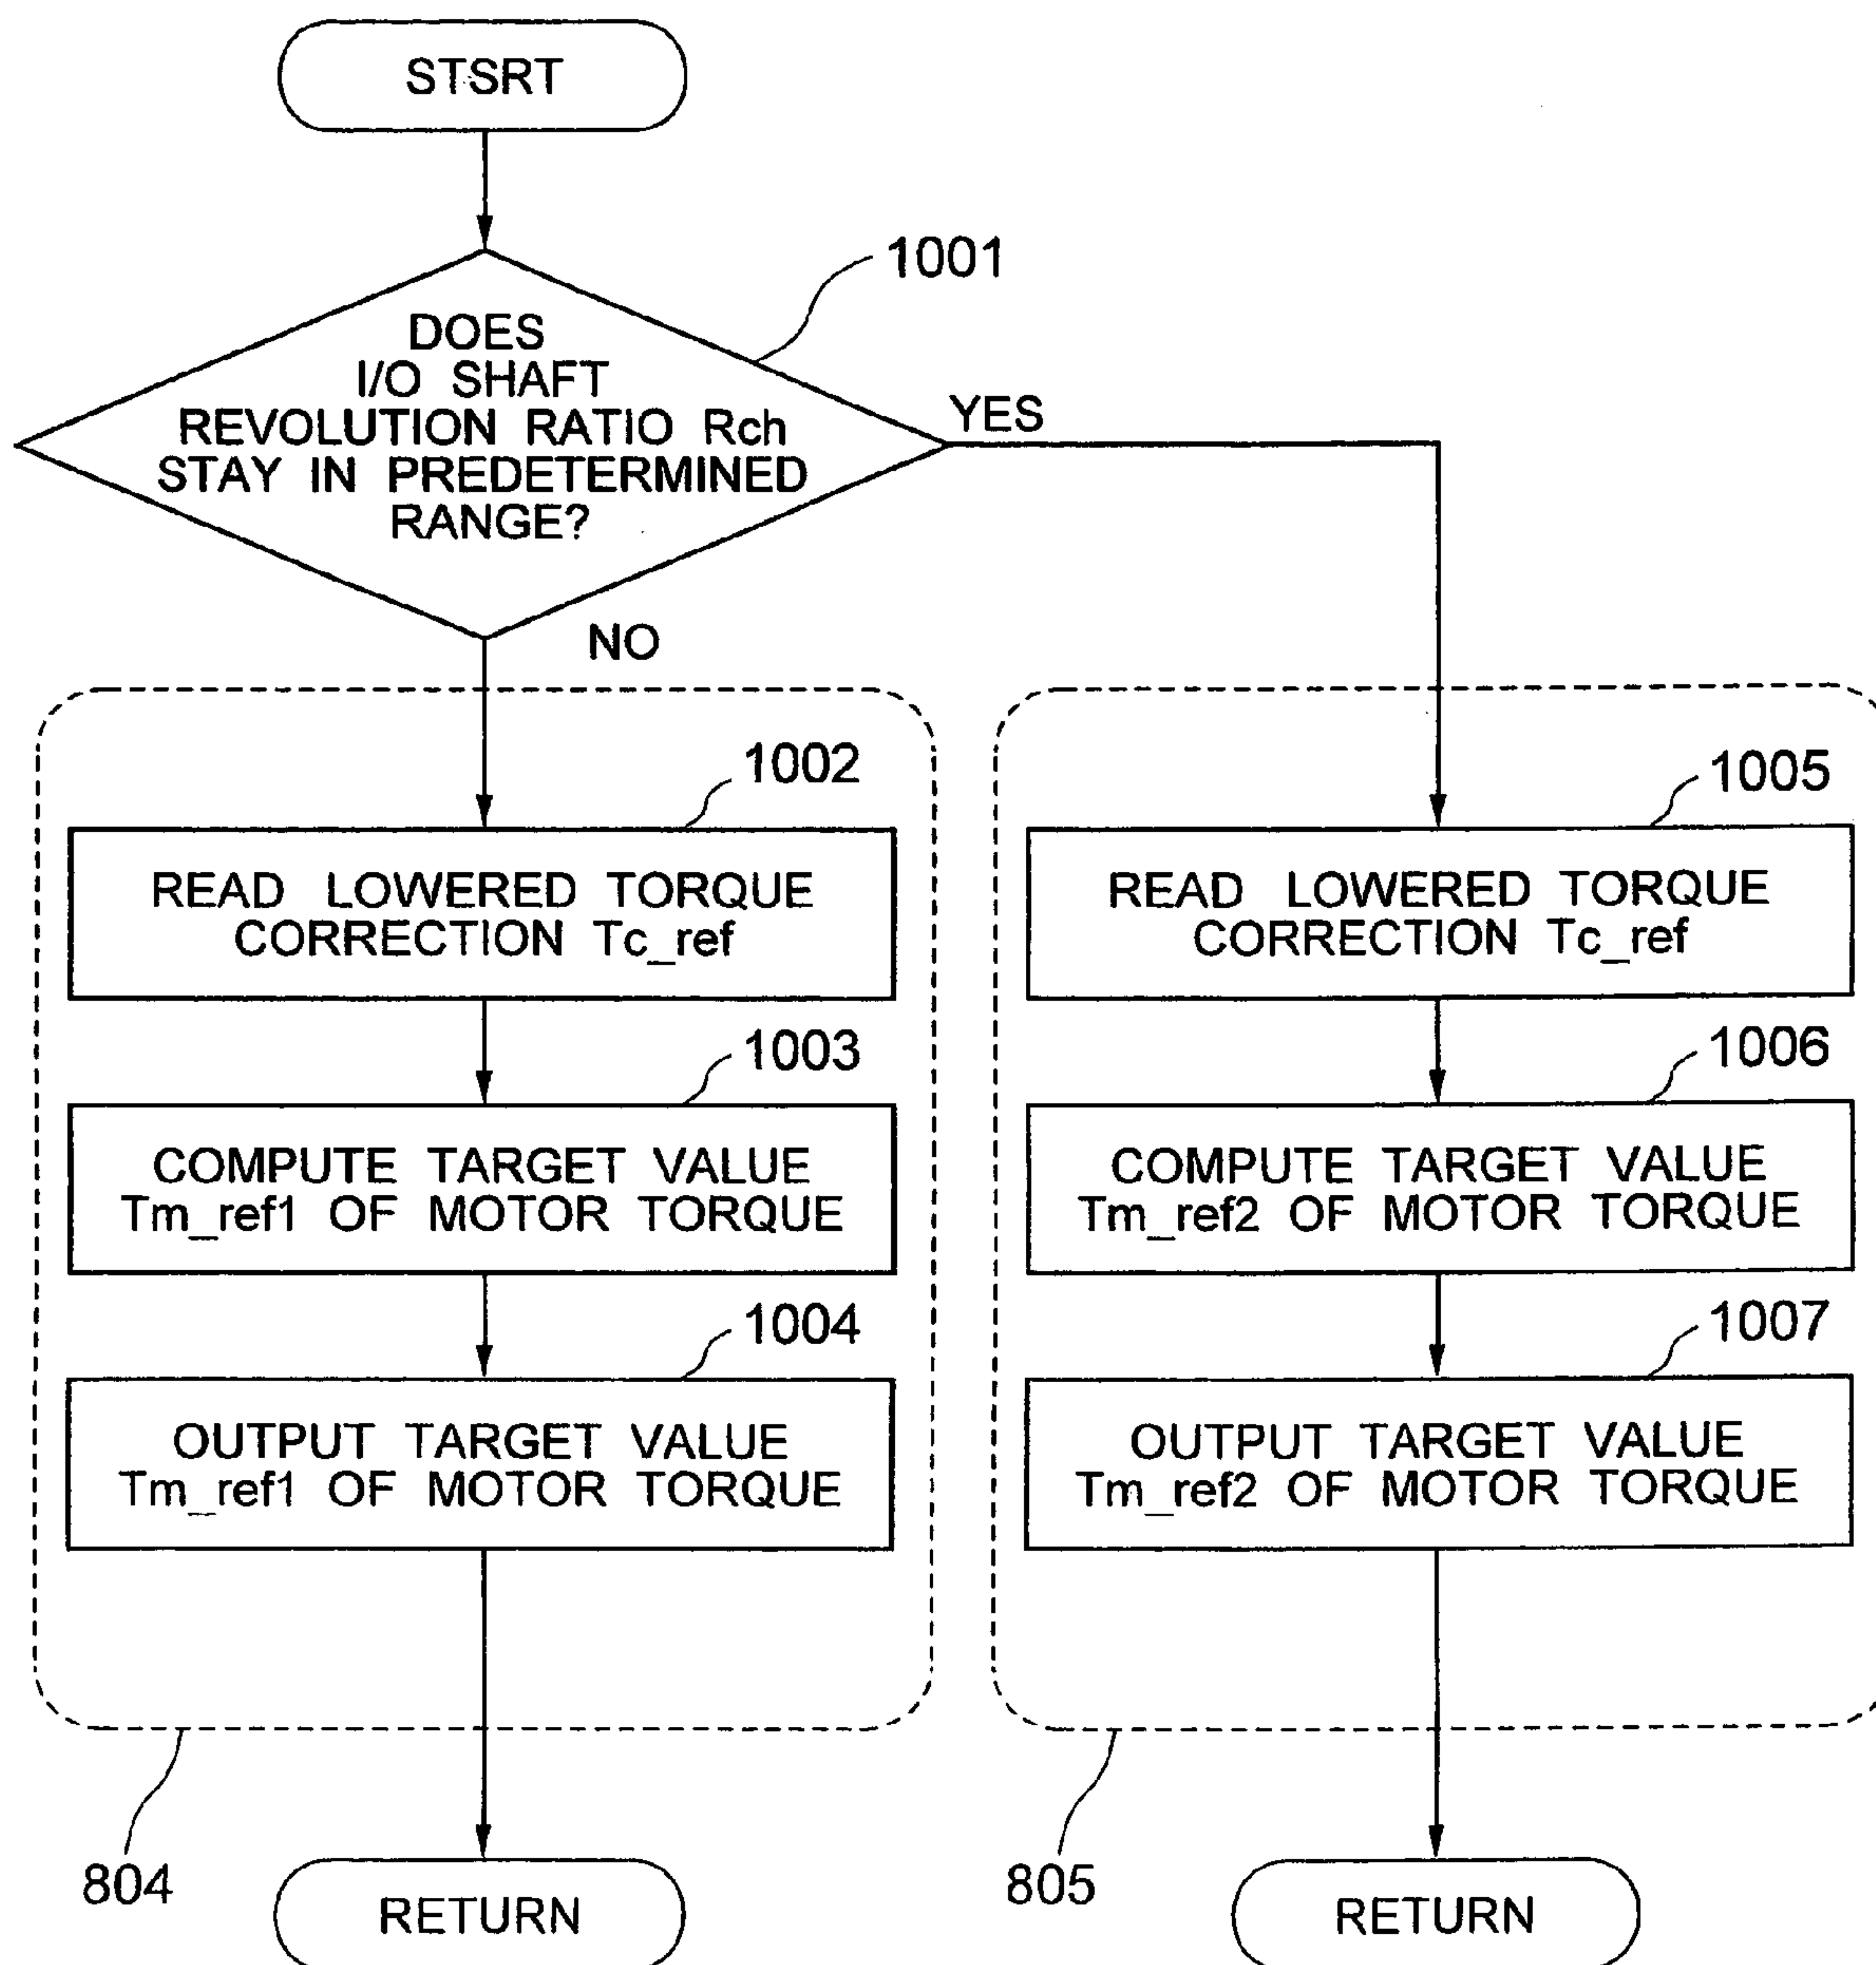 STSRT
1001
DOES
I/O SHAFT
REVOLUTION RATIO Rch
STAY IN PREDETERMINED
RANGE?
YES
NO
1002
READ LOWERED TORQUE
CORRECTION Tc_ref
1003
COMPUTE TARGET VALUE
Tm_ref1 OF MOTOR TORQUE
1004
OUTPUT TARGET VALUE
Tm_ref1 OF MOTOR TORQUE
804
RETURN
1005
READ LOWERED TORQUE
CORRECTION Tc_ref
1006
COMPUTE TARGET VALUE
Tm_ref2 OF MOTOR TORQUE
1007
OUTPUT TARGET VALUE
Tm_ref2 OF MOTOR TORQUE
805
RETURN